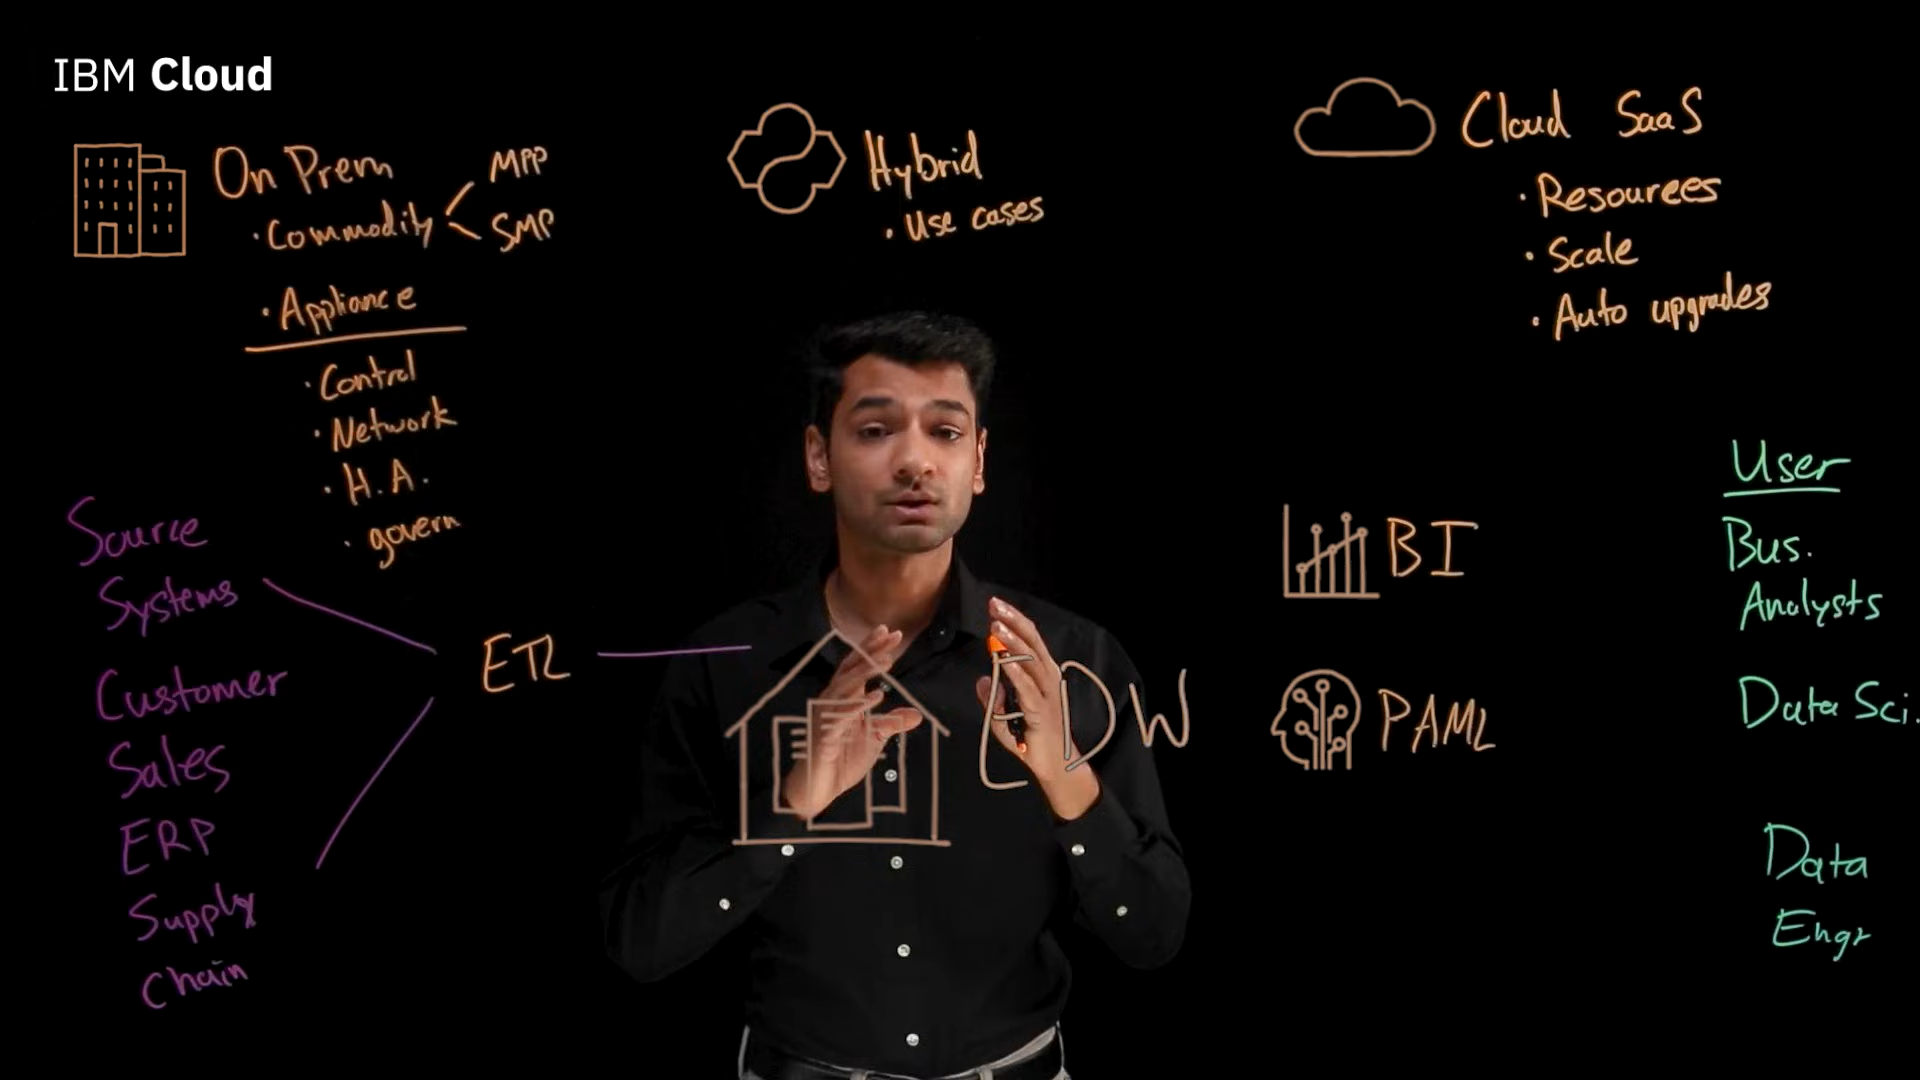 IBM Cloud
On Prem
· Commodity
MPP
SMP
· Appliance
· Control
· Network
· H.A.
· govern
Hybrid
· Use cases
Cloud SaaS
· Resources
· Scale
· Auto upgrades
Source
Systems
Customer
Sales
ERP
Supply
Chain
ETL
EDW
BI
PAML
User
Bus.
Analysts
Data Sci.
Data
Engr